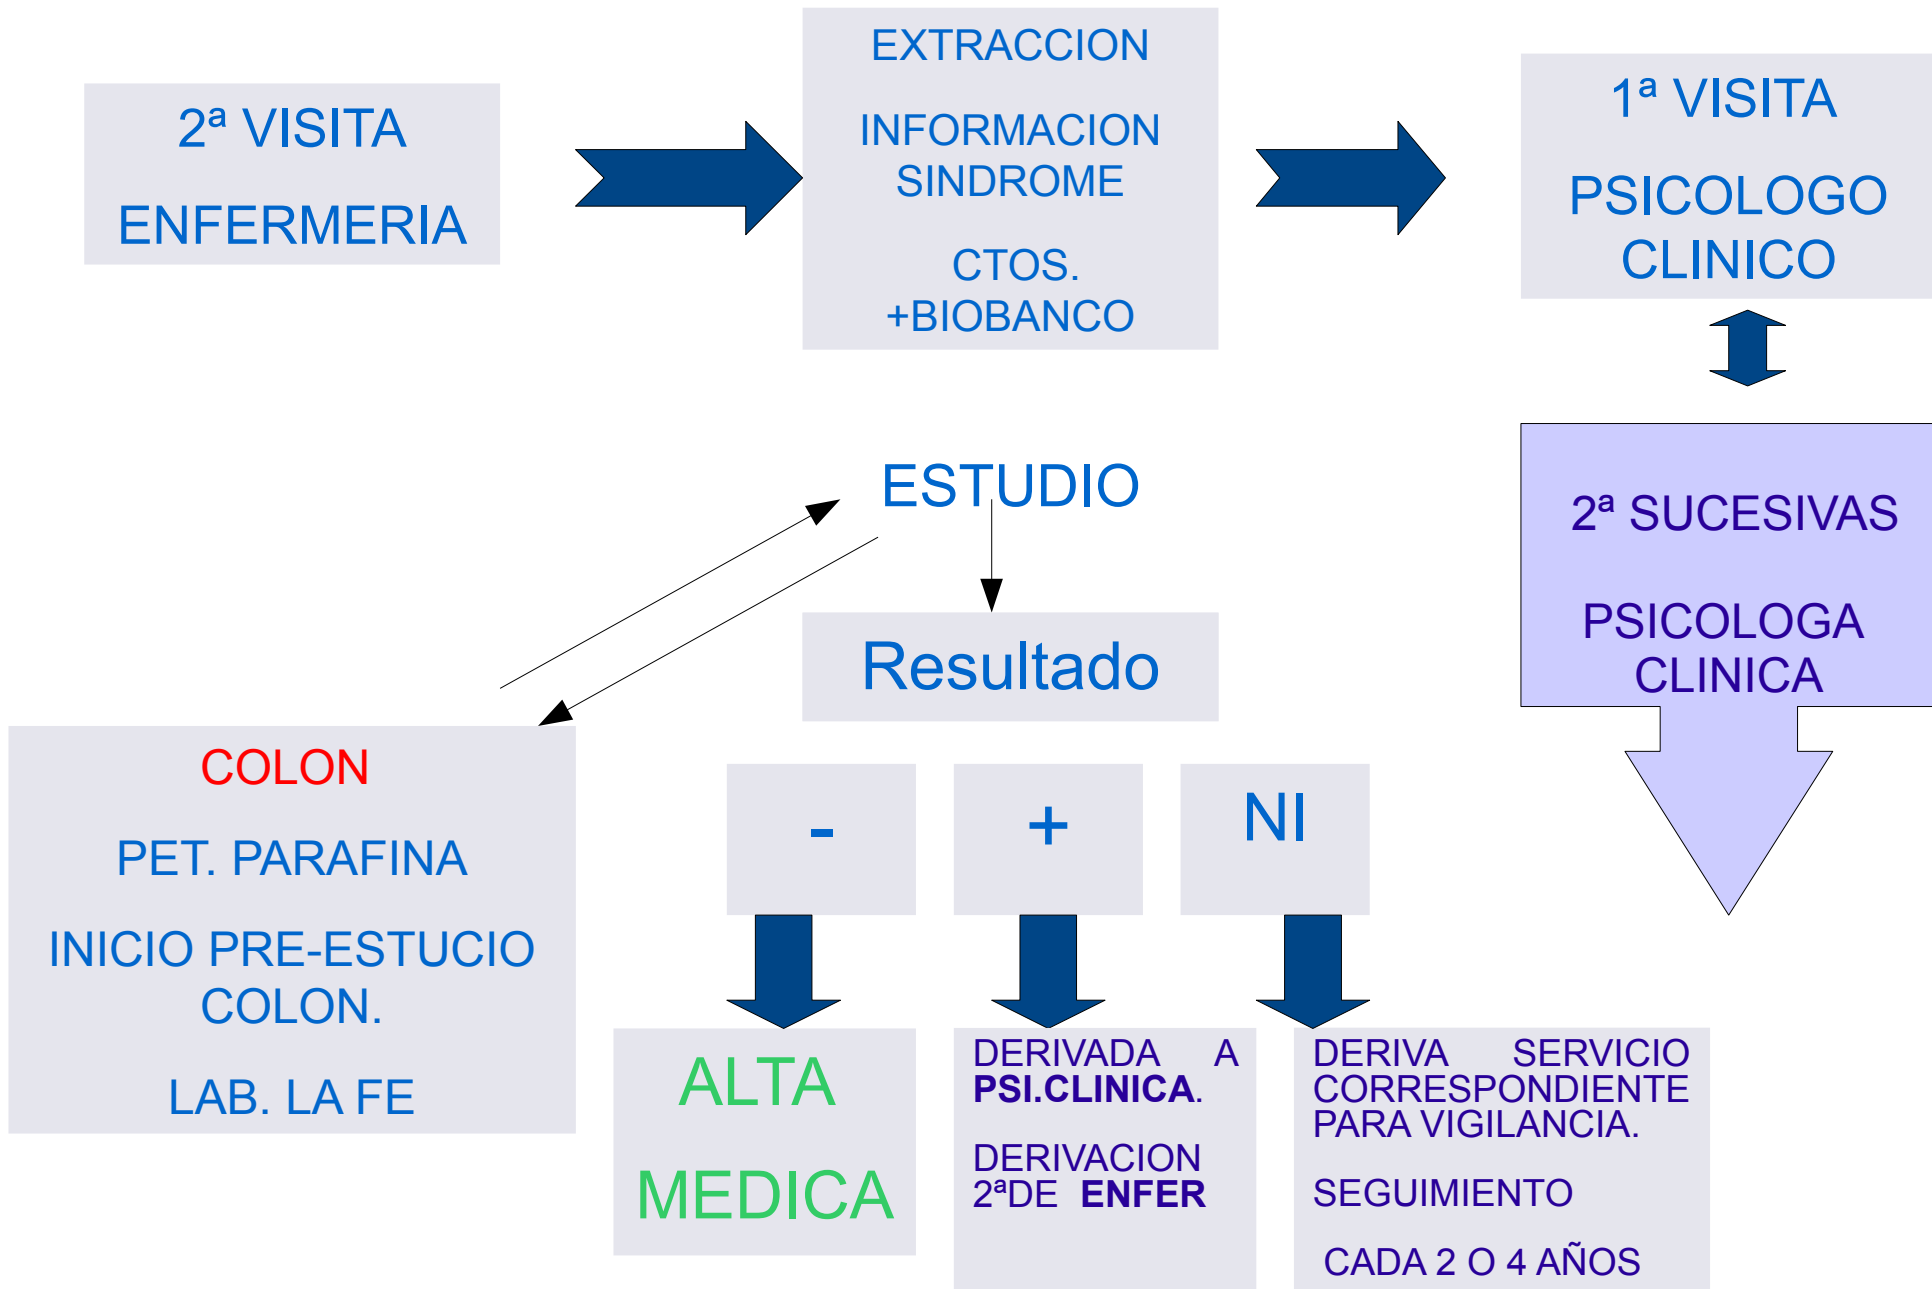 2ª VISITA
ENFERMERIA
EXTRACCION
INFORMACION
SINDROME
CTOS.
+BIOBANCO
1ª VISITA
PSICOLOGO
CLINICO
2ª SUCESIVAS
PSICOLOGA
CLINICA
ESTUDIO
Resultado
COLON
PET. PARAFINA
INICIO PRE-ESTUCIO
COLON.
LAB. LA FE
-
+
NI
ALTA
MEDICA
DERIVADA A
PSI.CLINICA.
DERIVACION
2ªDE ENFER
DERIVA SERVICIO
CORRESPONDIENTE
PARA VIGILANCIA.
SEGUIMIENTO
CADA 2 O 4 AÑOS